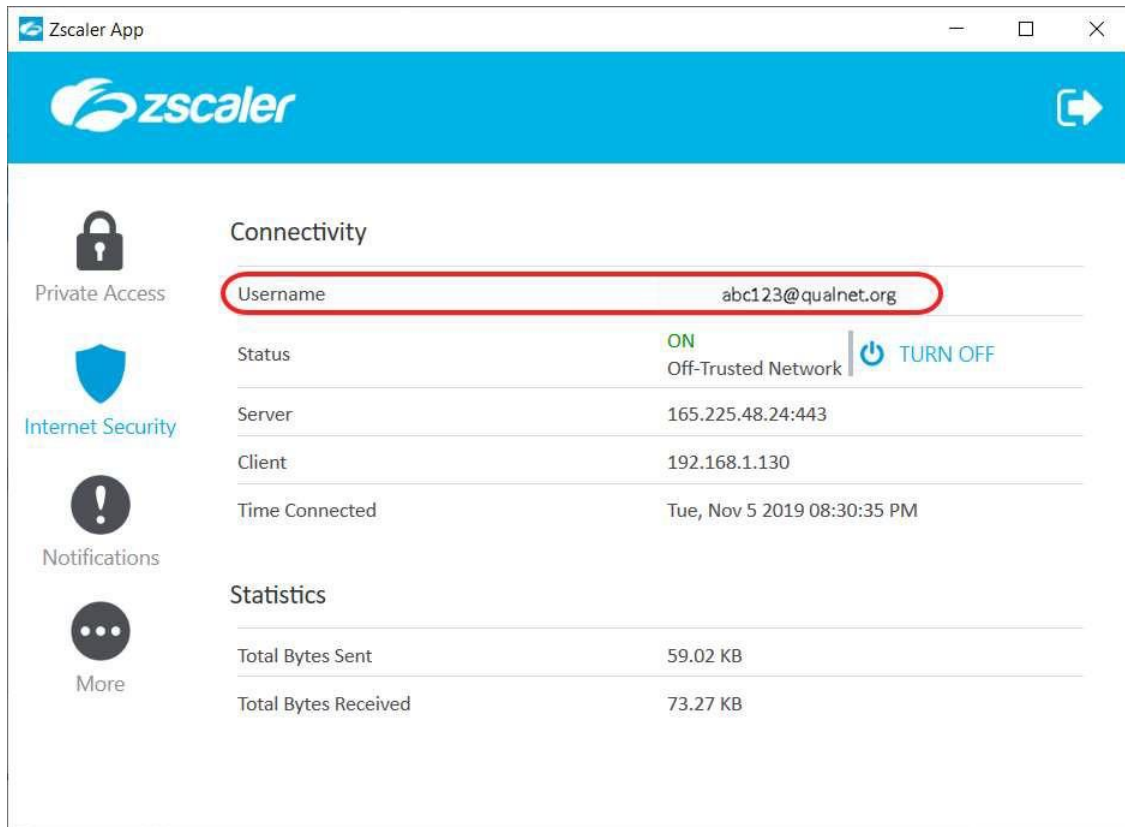 Zscaler App
zscaler
Private Access
Internet Security
Notifications
More
Connectivity
Username abc123@qualnet.org
Status ON
Off-Trusted Network TURN OFF
Server 165.225.48.24:443
Client 192.168.1.130
Time Connected Tue, Nov 5 2019 08:30:35 PM
Statistics
Total Bytes Sent 59.02 KB
Total Bytes Received 73.27 KB